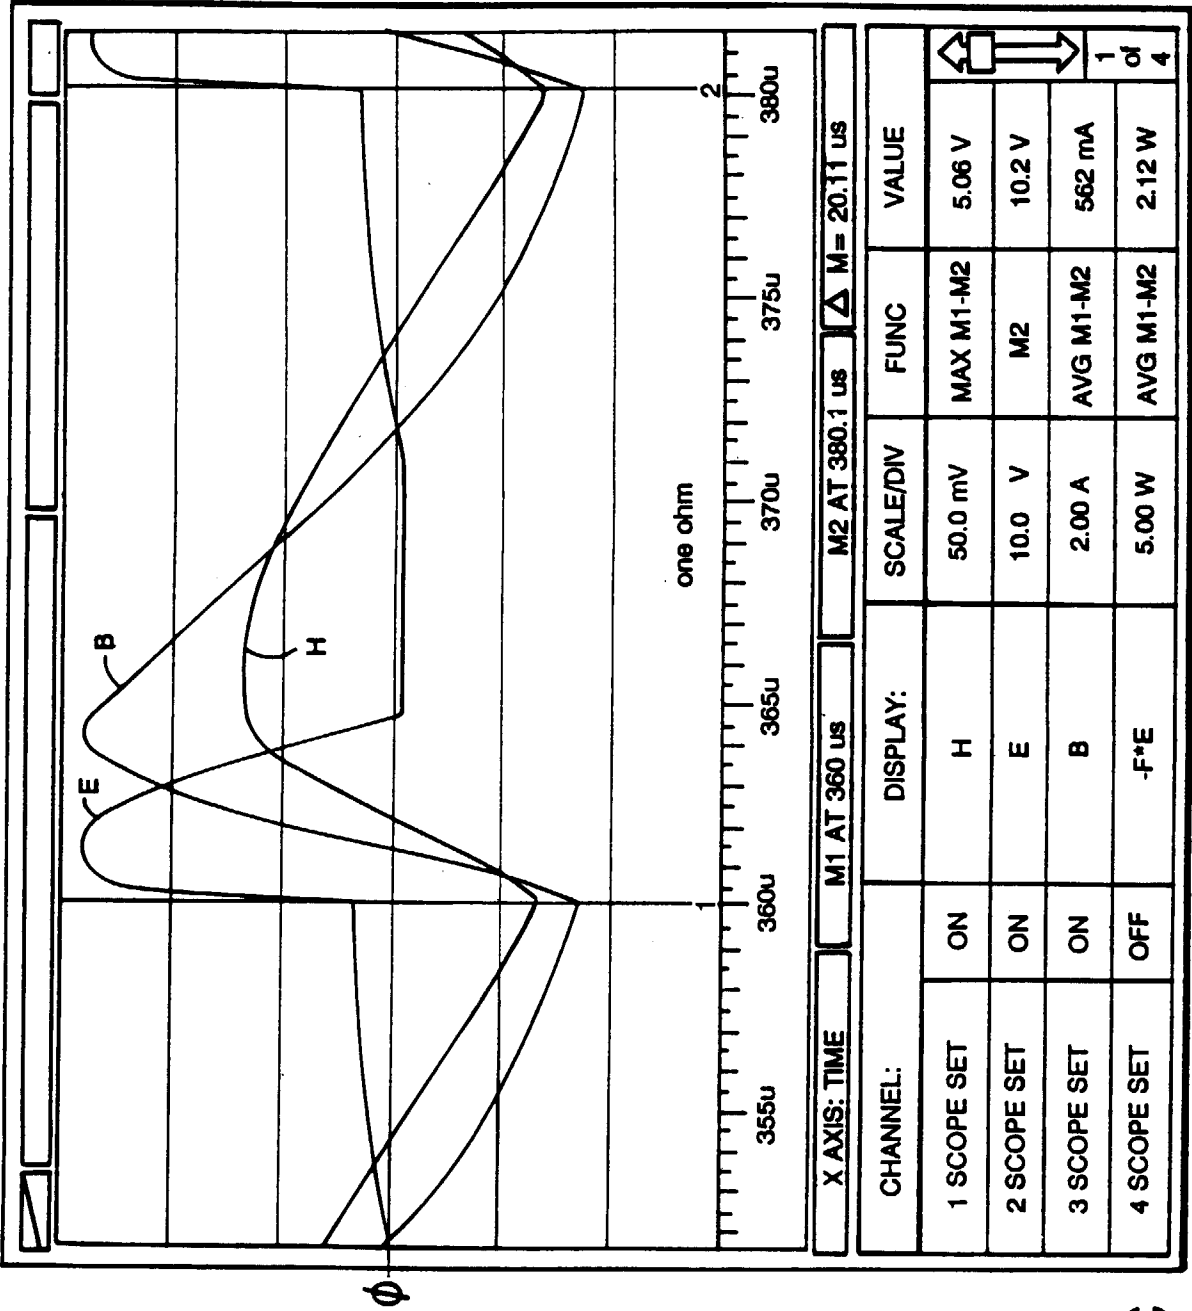 ϕ
B
E
H
one ohm
1
2
355u 360u 365u 370u 375u 380u
X AXIS: TIME M1 AT 360 us M2 AT 380.1 us Δ M= 20.11 us
CHANNEL: DISPLAY: SCALE/DIV FUNC VALUE
1 SCOPE SET ON H 50.0 mV MAX M1-M2 5.06 V
2 SCOPE SET ON E 10.0 V M2 10.2 V
3 SCOPE SET ON B 2.00 A AVG M1-M2 562 mA
4 SCOPE SET OFF -F*E 5.00 W AVG M1-M2 2.12 W
1
of
4